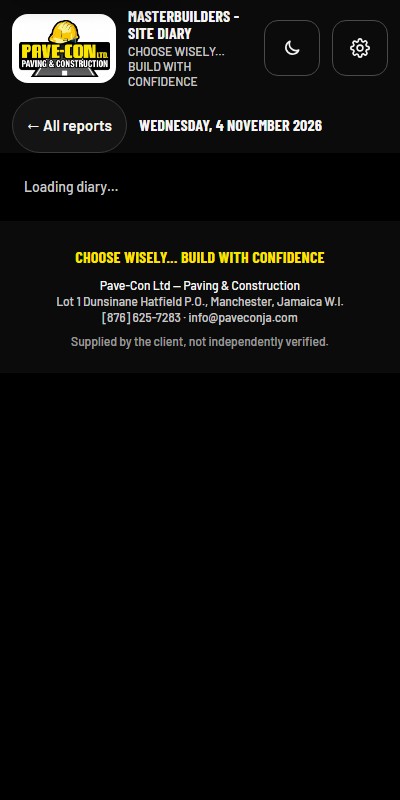 PAVE-CON LTD.
PAVING & CONSTRUCTION
MASTERBUILDERS -
SITE DIARY
CHOOSE WISELY...
BUILD WITH
CONFIDENCE
← All reports
WEDNESDAY, 4 NOVEMBER 2026
Loading diary...
CHOOSE WISELY... BUILD WITH CONFIDENCE
Pave-Con Ltd — Paving & Construction
Lot 1 Dunsinane Hatfield P.O., Manchester, Jamaica W.I.
[876] 625-7283 · info@paveconja.com
Supplied by the client, not independently verified.